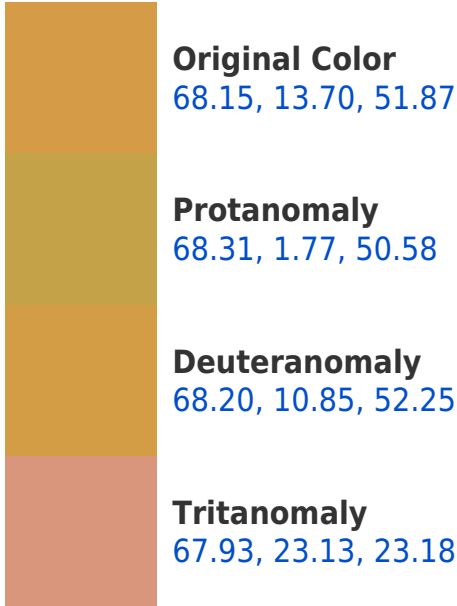 Original Color
68.15, 13.70, 51.87
Protanomaly
68.31, 1.77, 50.58
Deuteranomaly
68.20, 10.85, 52.25
Tritanomaly
67.93, 23.13, 23.18